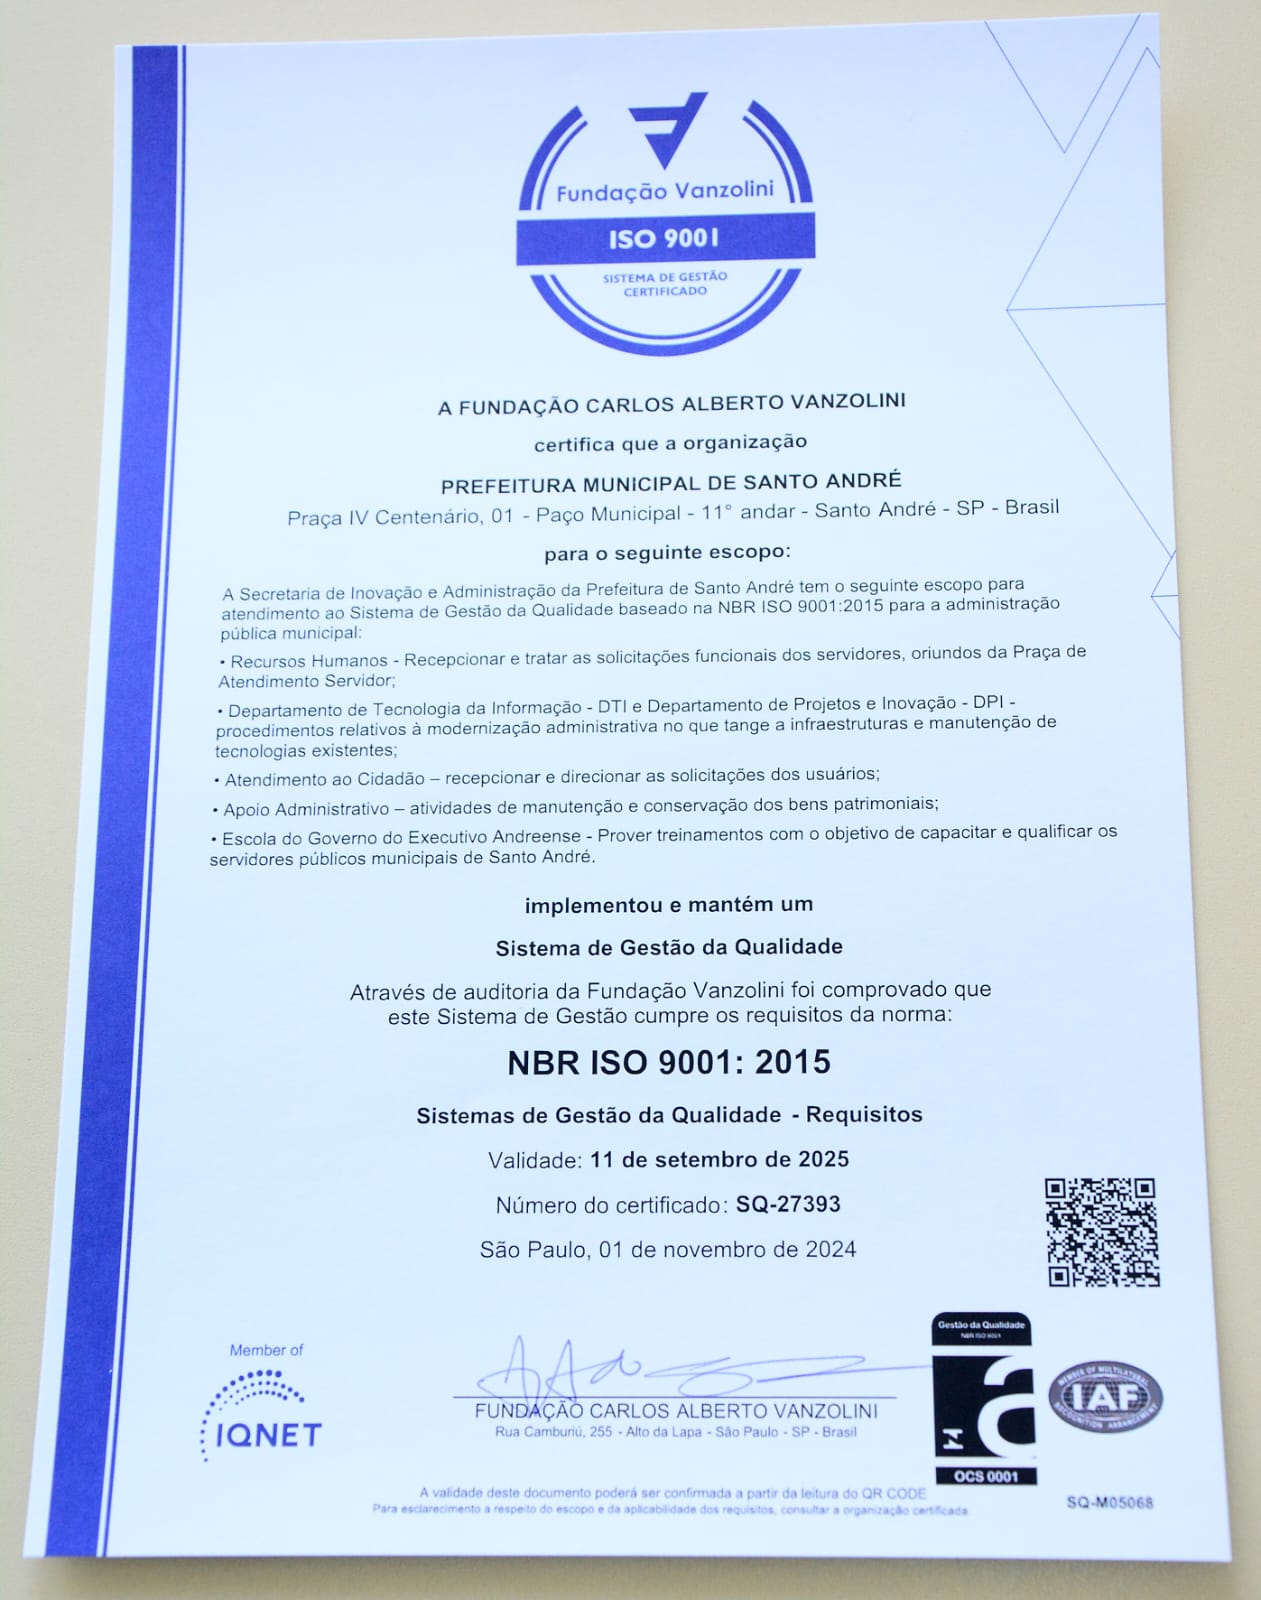 Fundação Vanzolini
ISO 9001
SISTEMA DE GESTÃO
CERTIFICADO
A FUNDAÇÃO CARLOS ALBERTO VANZOLINI
certifica que a organização
PREFEITURA MUNICIPAL DE SANTO ANDRÉ
Praça IV Centenário, 01 - Paço Municipal - 11° andar - Santo André - SP - Brasil
para o seguinte escopo:
A Secretaria de Inovação e Administração da Prefeitura de Santo André tem o seguinte escopo para
atendimento ao Sistema de Gestão da Qualidade baseado na NBR ISO 9001:2015 para a administração
pública municipal:
• Recursos Humanos - Recepcionar e tratar as solicitações funcionais dos servidores, oriundos da Praça de
Atendimento Servidor;
• Departamento de Tecnologia da Informação - DTI e Departamento de Projetos e Inovação - DPI -
procedimentos relativos à modernização administrativa no que tange a infraestruturas e manutenção de
tecnologias existentes;
• Atendimento ao Cidadão – recepcionar e direcionar as solicitações dos usuários;
• Apoio Administrativo – atividades de manutenção e conservação dos bens patrimoniais;
• Escola do Governo do Executivo Andreense - Prover treinamentos com o objetivo de capacitar e qualificar os
servidores públicos municipais de Santo André.
implementou e mantém um
Sistema de Gestão da Qualidade
Através de auditoria da Fundação Vanzolini foi comprovado que
este Sistema de Gestão cumpre os requisitos da norma:
NBR ISO 9001: 2015
Sistemas de Gestão da Qualidade - Requisitos
Validade: 11 de setembro de 2025
Número do certificado: SQ-27393
São Paulo, 01 de novembro de 2024
Member of
IQNET
FUNDAÇÃO CARLOS ALBERTO VANZOLINI
Rua Camburiú, 255 - Alto da Lapa - São Paulo - SP - Brasil
Gestão da Qualidade
NBR ISO 9001
OCS 0001
MEMBER OF MULTILATERAL
IAF
RECOGNITION ARRANGEMENT
SQ-M05068
A validade deste documento poderá ser confirmada a partir da leitura do QR CODE
Para esclarecimento a respeito do escopo e da aplicabilidade dos requisitos, consultar a organização certificada.